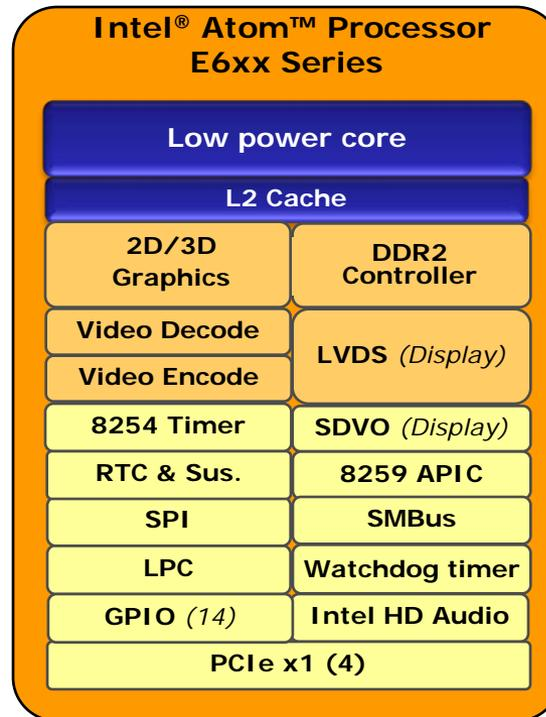 Intel® Atom™ Processor
E6xx Series
Low power core
L2 Cache
2D/3D
Graphics
DDR2
Controller
Video Decode
Video Encode
LVDS (Display)
8254 Timer
SDVO (Display)
RTC & Sus.
8259 APIC
SPI
SMBus
LPC
Watchdog timer
GPIO (14)
Intel HD Audio
PCIe x1 (4)